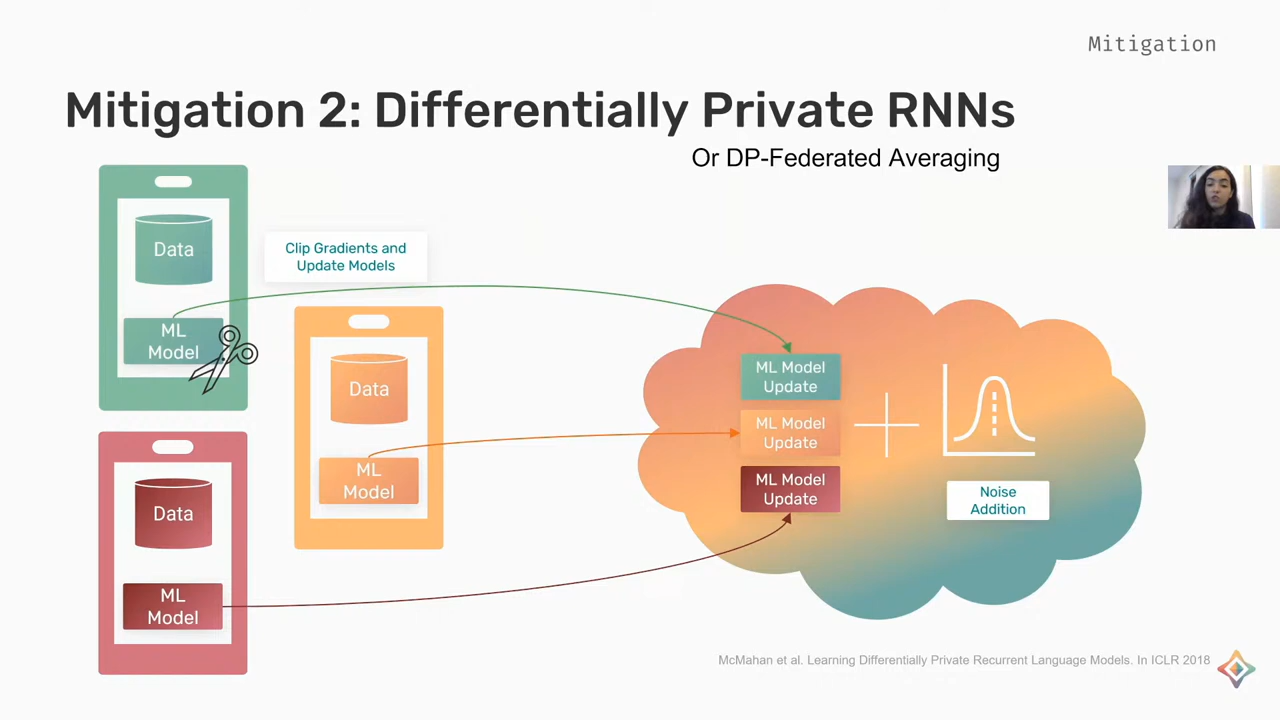 Mitigation
Mitigation 2: Differentially Private RNNs
Or DP-Federated Averaging
Data
ML
Model
Clip Gradients and
Update Models
Data
ML
Model
Data
ML
Model
ML Model
Update
ML Model
Update
ML Model
Update
Noise
Addition
McMahan et al. Learning Differentially Private Recurrent Language Models. In ICLR 2018